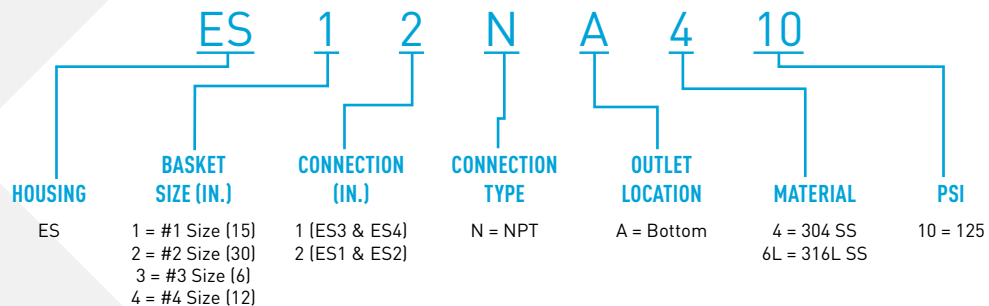 ES 1 2 N A 4 10
HOUSING
ES
BASKET
SIZE (IN.)
1 = #1 Size (15)
2 = #2 Size (30)
3 = #3 Size (6)
4 = #4 Size (12)
CONNECTION
(IN.)
1 (ES3 & ES4)
2 (ES1 & ES2)
CONNECTION
TYPE
N = NPT
OUTLET
LOCATION
A = Bottom
MATERIAL
4 = 304 SS
6L = 316L SS
PSI
10 = 125